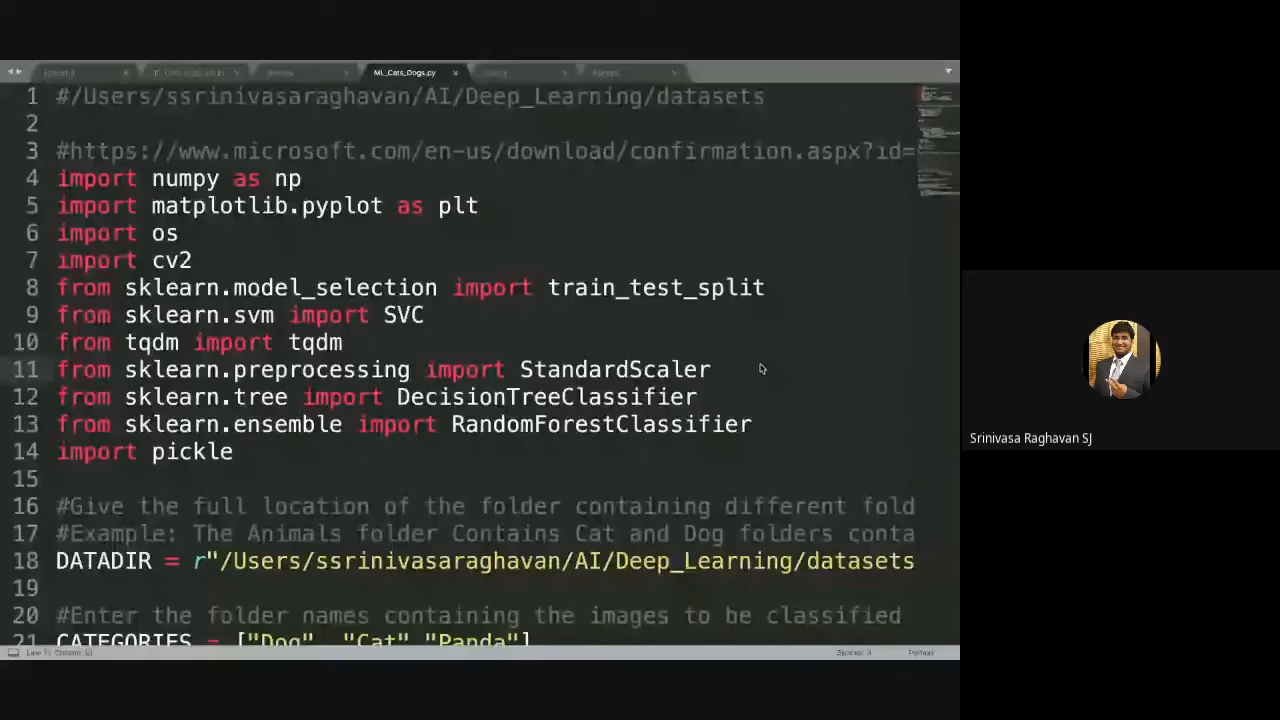 ML_Cats_Dogs.py
1 #/Users/ssrinivasaraghavan/AI/Deep_Learning/datasets
2
3 #https://www.microsoft.com/en-us/download/confirmation.aspx?id=
4 import numpy as np
5 import matplotlib.pyplot as plt
6 import os
7 import cv2
8 from sklearn.model_selection import train_test_split
9 from sklearn.svm import SVC
10 from tqdm import tqdm
11 from sklearn.preprocessing import StandardScaler
12 from sklearn.tree import DecisionTreeClassifier
13 from sklearn.ensemble import RandomForestClassifier
14 import pickle
15
16 #Give the full location of the folder containing different fold
17 #Example: The Animals folder Contains Cat and Dog folders conta
18 DATADIR = r"/Users/ssrinivasaraghavan/AI/Deep_Learning/datasets
19
20 #Enter the folder names containing the images to be classified
21 CATEGORIES = ["Dog", "Cat","Panda"]
Python
Srinivasa Raghavan SJ